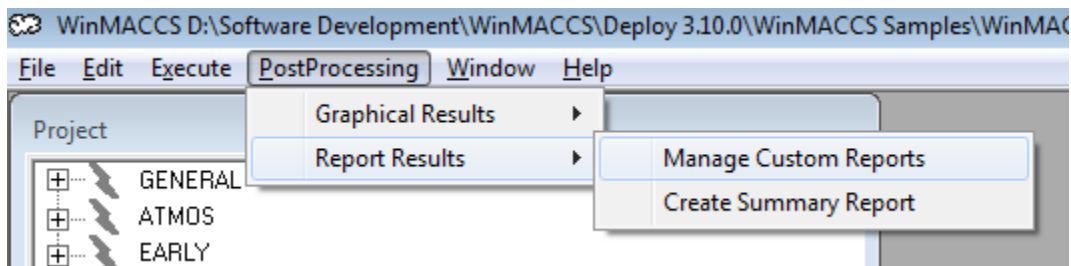 WinMACCS D:\Software Development\WinMACCS\Deploy 3.10.0\WinMACCS Samples\WinMAC
File Edit Execute PostProcessing Window Help
Project
Graphical Results
Report Results
Manage Custom Reports
Create Summary Report
GENERAL
ATMOS
EARLY